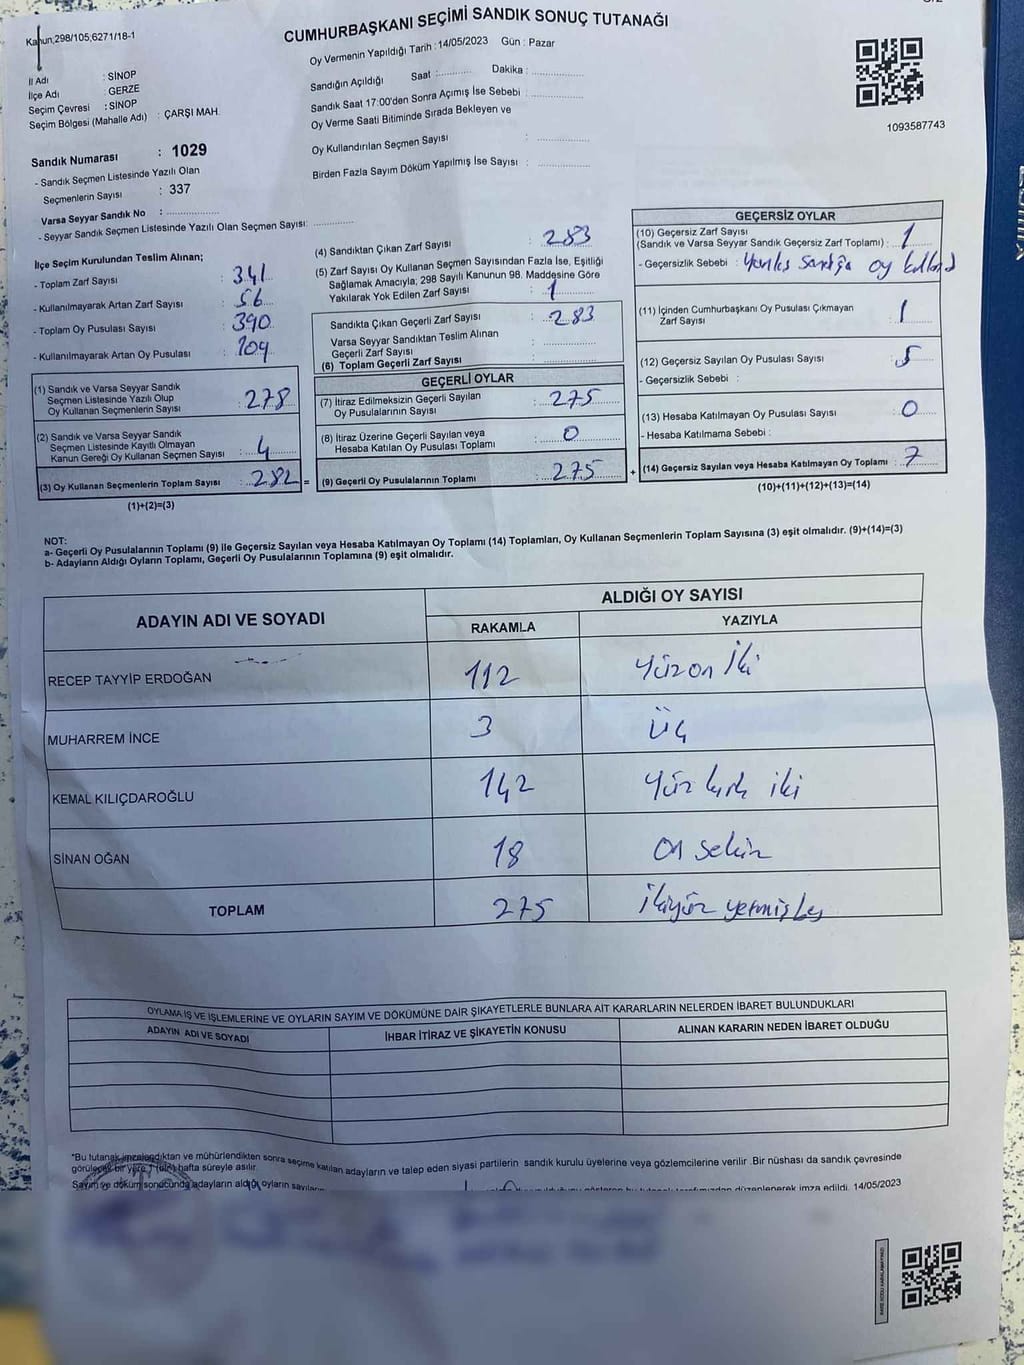 CUMHURBAŞKANI SEÇİMİ SANDIK SONUÇ TUTANAĞI
Kanun;298/105;6271/18-1
Oy Vermenin Yapıldığı Tarih : 14/05/2023 Gün : Pazar
İl Adı : SİNOP
İlçe Adı : GERZE
Seçim Çevresi : SİNOP
Seçim Bölgesi (Mahalle Adı) : ÇARŞI MAH.
Sandık Numarası : 1029
- Sandık Seçmen Listesinde Yazılı Olan
Seçmenlerin Sayısı : 337
Varsa Seyyar Sandık No : ................
- Seyyar Sandık Seçmen Listesinde Yazılı Olan Seçmen Sayısı: ............
Sandığın Açıldığı Saat :............ Dakika :..............
Sandık Saat 17:00'den Sonra Açımış İse Sebebi :..............
Oy Verme Saati Bitiminde Sırada Bekleyen ve
Oy Kullandırılan Seçmen Sayısı : ..............
Birden Fazla Sayım Döküm Yapılmış İse Sayısı : ..............
1093587743
İlçe Seçim Kurulundan Teslim Alınan;
- Toplam Zarf Sayısı : 341
- Kullanılmayarak Artan Zarf Sayısı : 56
- Toplam Oy Pusulası Sayısı : 390
- Kullanılmayarak Artan Oy Pusulası : 109
(1) Sandık ve Varsa Seyyar Sandık
Seçmen Listesinde Yazılı Olup
Oy Kullanan Seçmenlerin Sayısı : 278
(2) Sandık ve Varsa Seyyar Sandık
Seçmen Listesinde Kayıtlı Olmayan
Kanun Gereği Oy Kullanan Seçmen Sayısı : 4
(3) Oy Kullanan Seçmenlerin Toplam Sayısı : 282 =
(1)+(2)=(3)
(4) Sandıktan Çıkan Zarf Sayısı : 283
(5) Zarf Sayısı Oy Kullanan Seçmen Sayısından Fazla İse, Eşitliği
Sağlamak Amacıyla; 298 Sayılı Kanunun 98. Maddesine Göre
Yakılarak Yok Edilen Zarf Sayısı : 1
Sandıkta Çıkan Geçerli Zarf Sayısı : 283
Varsa Seyyar Sandıktan Teslim Alınan
Geçerli Zarf Sayısı : ..............
(6) Toplam Geçerli Zarf Sayısı : ..............
GEÇERLİ OYLAR
(7) İtiraz Edilmeksizin Geçerli Sayılan
Oy Pusulalarının Sayısı : 275
(8) İtiraz Üzerine Geçerli Sayılan veya
Hesaba Katılan Oy Pusulaları Toplamı : 0
(9) Geçerli Oy Pusulalarının Toplamı : 275 +
GEÇERSİZ OYLAR
(10) Geçersiz Zarf Sayısı
(Sandık ve Varsa Seyyar Sandık Geçersiz Zarf Toplamı) : 1
- Geçersizlik Sebebi : Yanlış Sandığa oy
(11) İçinden Cumhurbaşkanı Oy Pusulası Çıkmayan
Zarf Sayısı : 1
(12) Geçersiz Sayılan Oy Pusulası Sayısı : 5
- Geçersizlik Sebebi :
(13) Hesaba Katılmayan Oy Pusulası Sayısı : 0
- Hesaba Katılmama Sebebi :
(14) Geçersiz Sayılan veya Hesaba Katılmayan Oy Toplamı : 7
(10)+(11)+(12)+(13)=(14)
NOT:
a- Geçerli Oy Pusulalarının Toplamı (9) ile Geçersiz Sayılan veya Hesaba Katılmayan Oy Toplamı (14) Toplamları, Oy Kullanan Seçmenlerin Toplam Sayısına (3) eşit olmalıdır. (9)+(14)=(3)
b- Adayların Aldığı Oyların Toplamı, Geçerli Oy Pusulalarının Toplamına (9) eşit olmalıdır.
ADAYIN ADI VE SOYADI ALDIĞI OY SAYISI
RAKAMLA YAZIYLA
RECEP TAYYİP ERDOĞAN 112 Yüzon İki
MUHARREM İNCE 3 Üç
KEMAL KILIÇDAROĞLU 142 Yüz kırk iki
SİNAN OĞAN 18 On sekiz
TOPLAM 275 İkiyüz yetmişbeş
OYLAMA İŞ VE İŞLEMLERİNE VE OYLARIN SAYIM VE DÖKÜMÜNE DAİR ŞİKAYETLERLE BUNLARA AİT KARARLARIN NELERDEN İBARET BULUNDUKLARI
ADAYIN ADI VE SOYADI İHBAR İTİRAZ VE ŞİKAYETİN KONUSU ALINAN KARARIN NEDEN İBARET OLDUĞU
*Bu tutanak imzalandıktan ve mühürlendikten sonra seçime katılan adayların ve talep eden siyasi partilerin sandık kurulu üyelerine veya gözlemcilerine verilir .Bir nüshası da sandık çevresinde
görülecek bir yere 1 (bir) hafta süreyle asılır.
Sayım ve döküm sonucunda adayların aldığı oyların düzenlenerek imza edildi. 14/05/2023